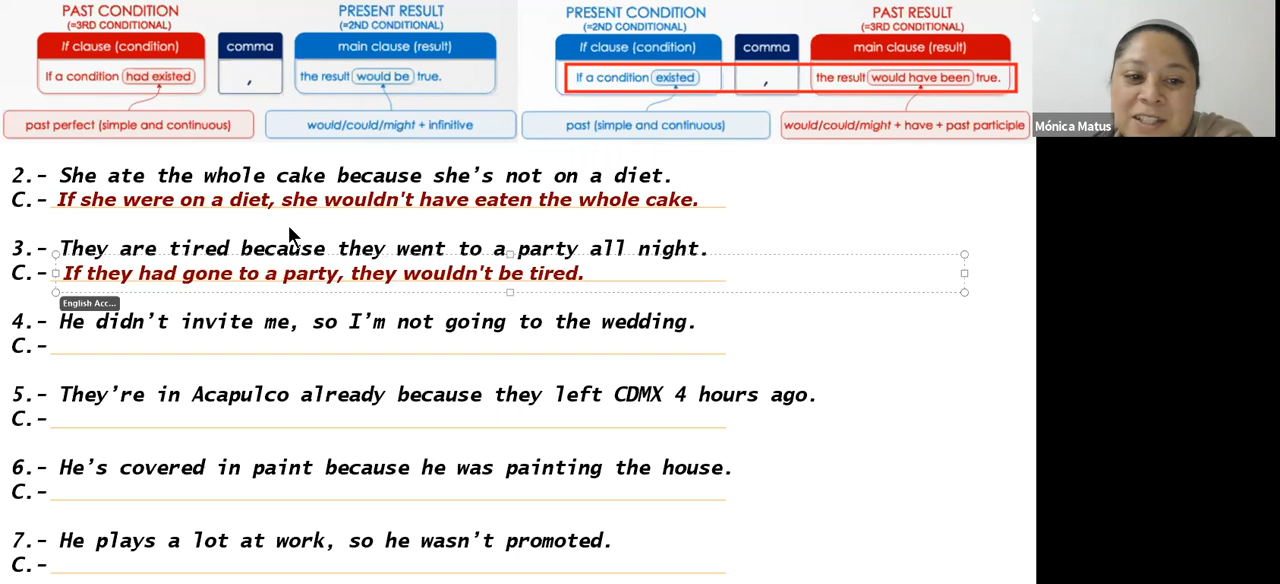 PAST CONDITION
(=3RD CONDITIONAL)
PRESENT RESULT
(=2ND CONDITIONAL)
If clause (condition)
comma
main clause (result)
If a condition had existed
,
the result would be true.
past perfect (simple and continuous)
would/could/might + infinitive
PRESENT CONDITION
(=2ND CONDITIONAL)
PAST RESULT
(=3RD CONDITIONAL)
If clause (condition)
comma
main clause (result)
If a condition existed
,
the result would have been true.
past (simple and continuous)
would/could/might + have + past participle
Mónica Matus
2.- She ate the whole cake because she's not on a diet.
C.- If she were on a diet, she wouldn't have eaten the whole cake.
3.- They are tired because they went to a party all night.
C.- If they had gone to a party, they wouldn't be tired.
English Acc...
4.- He didn't invite me, so I'm not going to the wedding.
C.-
5.- They're in Acapulco already because they left CDMX 4 hours ago.
C.-
6.- He's covered in paint because he was painting the house.
C.-
7.- He plays a lot at work, so he wasn't promoted.
C.-